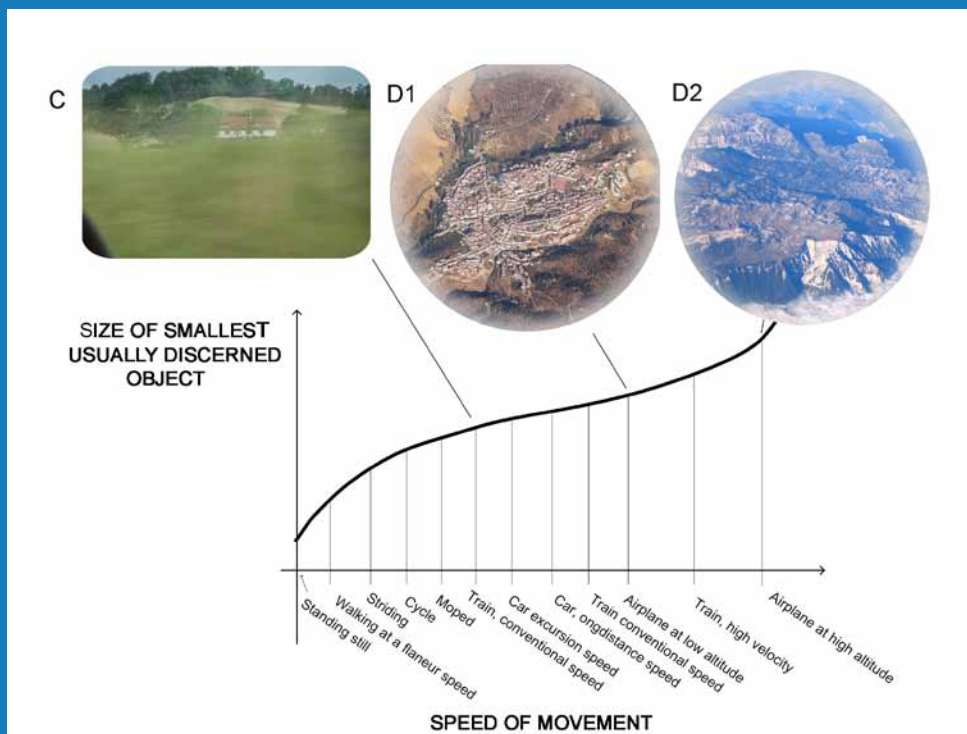 C
D1
D2
SIZE OF SMALLEST
USUALLY DISCERNED
OBJECT
Standing still
Walking at a flaneur speed
Striding
Cycle
Moped
Train, conventional speed
Car excursion speed
Car, ongdistance speed
Train conventional speed
Airplane at low altitude
Train, high velocity
Airplane at high altitude
SPEED OF MOVEMENT